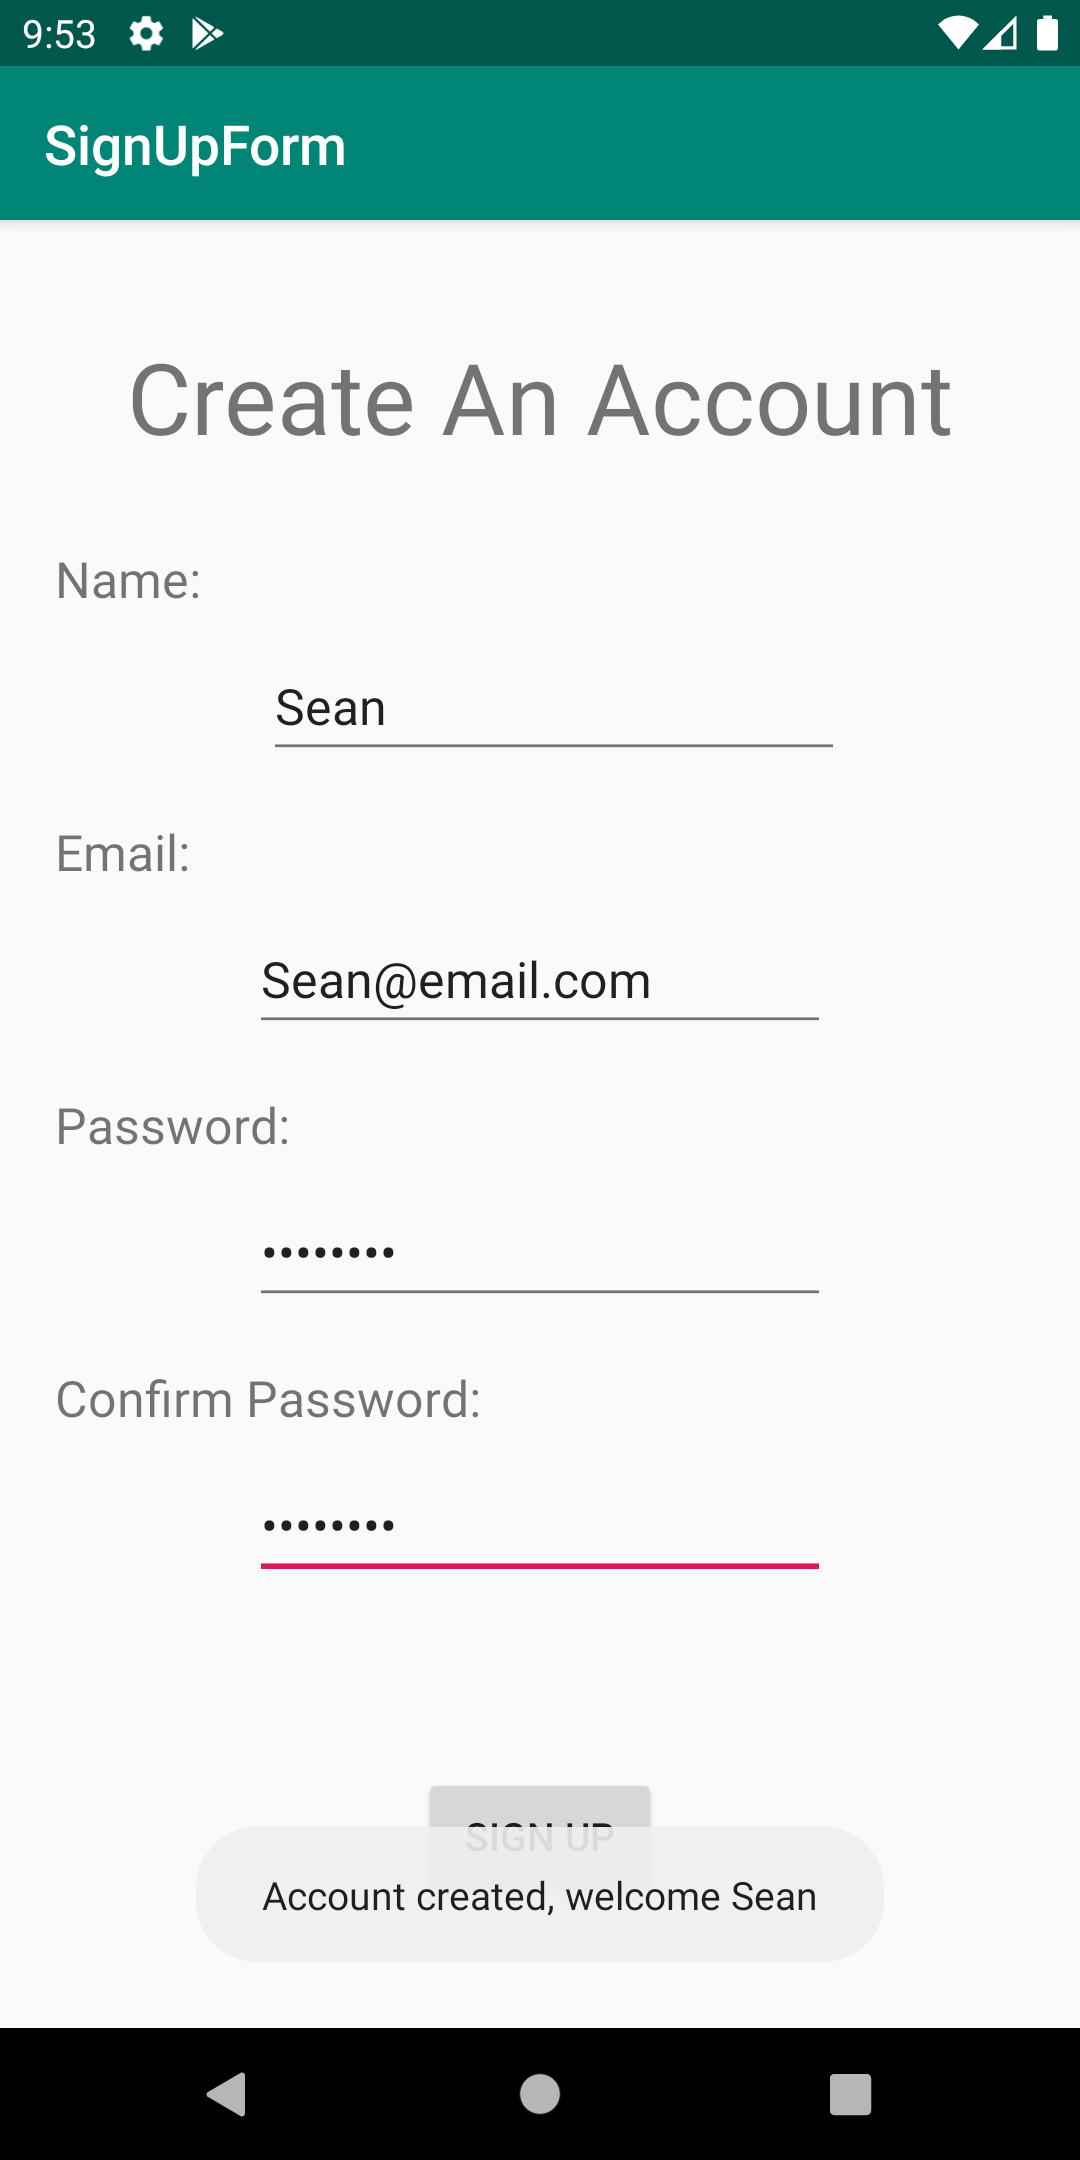 9:53
SignUpForm
Create An Account
Name:
Sean
Email:
Sean@email.com
Password:
••••••••
Confirm Password:
••••••••
SIGN UP
Account created, welcome Sean